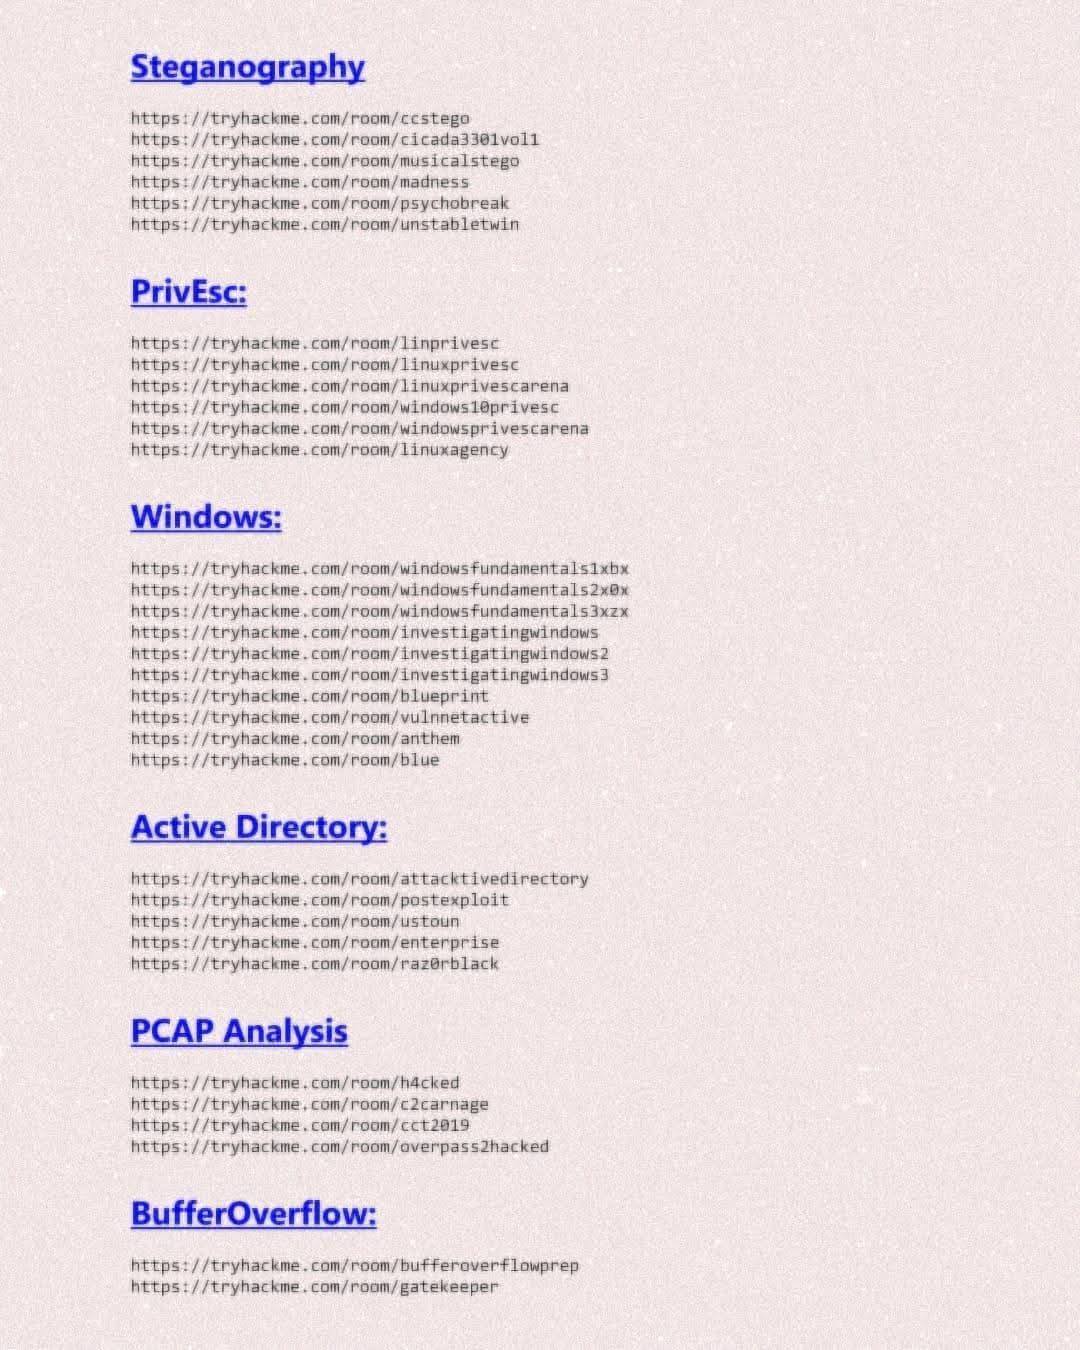 Steganography
https://tryhackme.com/room/ccstego
https://tryhackme.com/room/cicada3301vol1
https://tryhackme.com/room/musicalstego
https://tryhackme.com/room/madness
https://tryhackme.com/room/psychobreak
https://tryhackme.com/room/unstabletwin
PrivEsc:
https://tryhackme.com/room/linprivesc
https://tryhackme.com/room/linuxprivesc
https://tryhackme.com/room/linuxprivescarena
https://tryhackme.com/room/windows10privesc
https://tryhackme.com/room/windowsprivescarena
https://tryhackme.com/room/linuxagency
Windows:
https://tryhackme.com/room/windowsfundamentals1xbx
https://tryhackme.com/room/windowsfundamentals2x0x
https://tryhackme.com/room/windowsfundamentals3xzx
https://tryhackme.com/room/investigatingwindows
https://tryhackme.com/room/investigatingwindows2
https://tryhackme.com/room/investigatingwindows3
https://tryhackme.com/room/blueprint
https://tryhackme.com/room/vulnnetactive
https://tryhackme.com/room/anthem
https://tryhackme.com/room/blue
Active Directory:
https://tryhackme.com/room/attacktivedirectory
https://tryhackme.com/room/postexploit
https://tryhackme.com/room/ustoun
https://tryhackme.com/room/enterprise
https://tryhackme.com/room/raz0rblack
PCAP Analysis
https://tryhackme.com/room/h4cked
https://tryhackme.com/room/c2carnage
https://tryhackme.com/room/cct2019
https://tryhackme.com/room/overpass2hacked
BufferOverflow:
https://tryhackme.com/room/bufferoverflowprep
https://tryhackme.com/room/gatekeeper